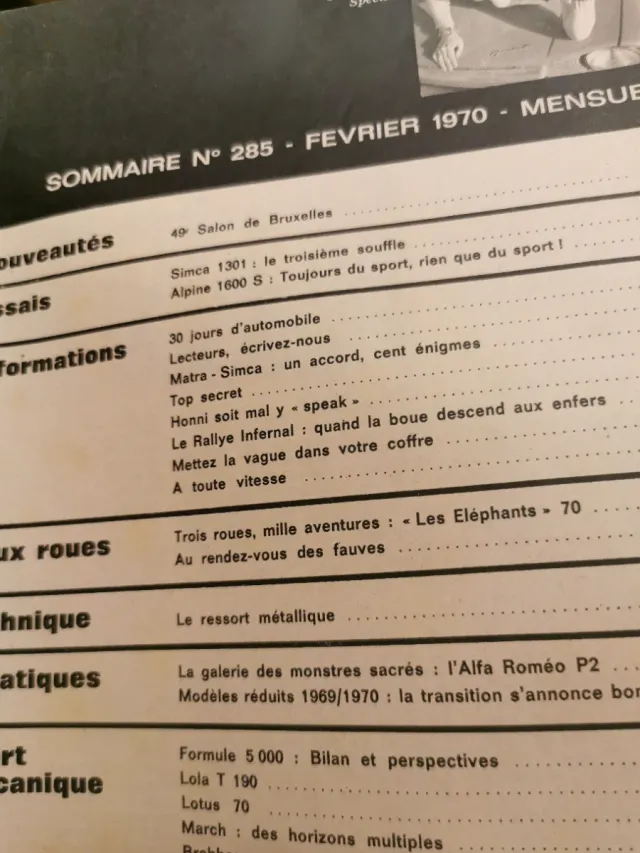 SOMMAIRE N° 285 - FEVRIER 1970 - MENSUE
ouveautés
49e Salon de Bruxelles
ssais
Simca 1301 : le troisième souffle
Alpine 1600 S : Toujours du sport, rien que du sport !
formations
30 jours d'automobile
Lecteurs, écrivez-nous
Matra - Simca : un accord, cent énigmes
Top secret
Honni soit mal y « speak »
Le Rallye Infernal : quand la boue descend aux enfers
Mettez la vague dans votre coffre
A toute vitesse
ux roues
Trois roues, mille aventures : « Les Eléphants » 70
Au rendez-vous des fauves
hnique
Le ressort métallique
atiques
La galerie des monstres sacrés : l'Alfa Roméo P2
Modèles réduits 1969/1970 : la transition s'annonce bor
rt
canique
Formule 5 000 : Bilan et perspectives
Lola T 190
Lotus 70
March : des horizons multiples